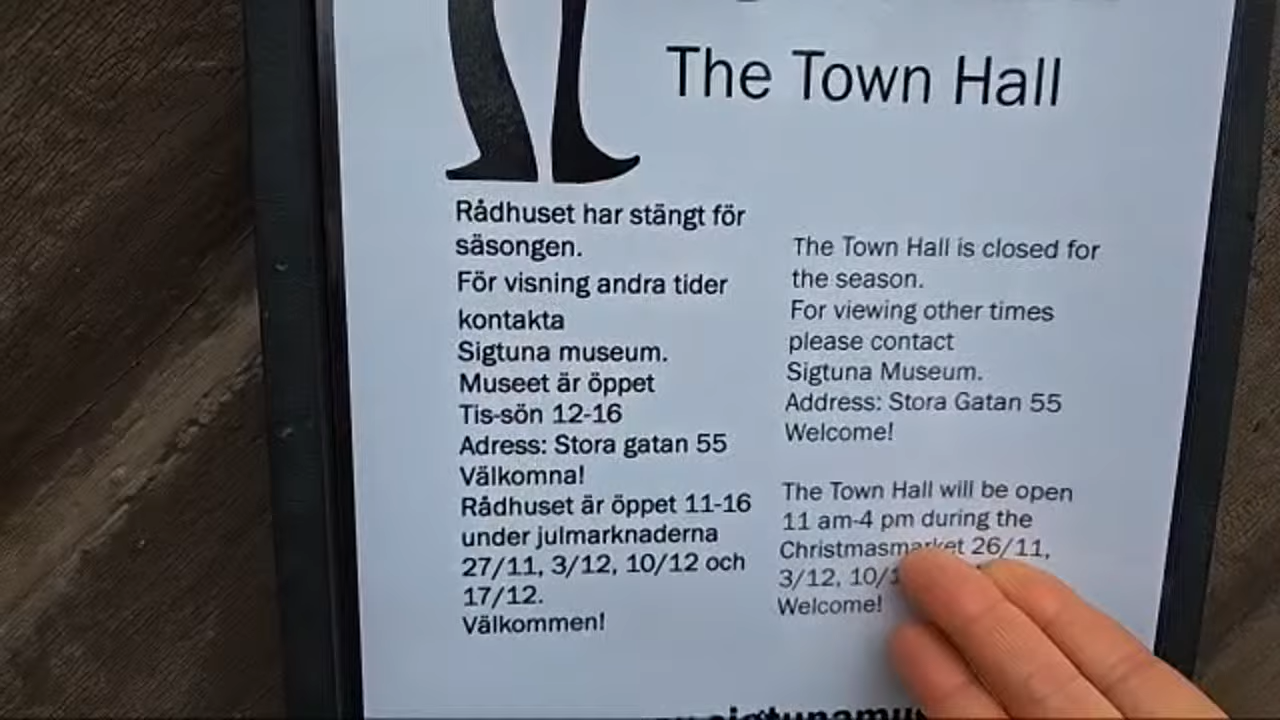 The Town Hall
Rådhuset har stängt för
säsongen.
För visning andra tider
kontakta
Sigtuna museum.
Museet är öppet
Tis-sön 12-16
Adress: Stora gatan 55
Välkomna!
Rådhuset är öppet 11-16
under julmarknaderna
27/11, 3/12, 10/12 och
17/12.
Välkommen!
The Town Hall is closed for
the season.
For viewing other times
please contact
Sigtuna Museum.
Address: Stora Gatan 55
Welcome!
The Town Hall will be open
11 am-4 pm during the
Christmasmarket 26/11,
3/12,
Welcome!